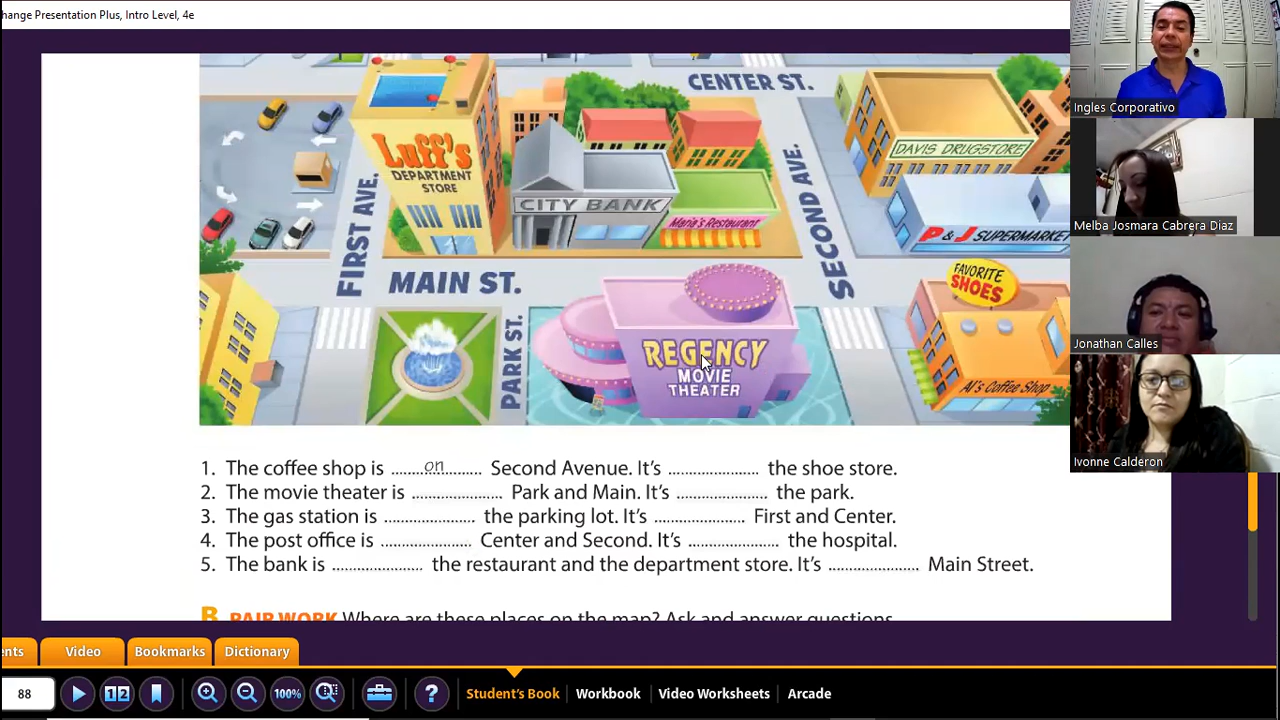 hange Presentation Plus, Intro Level, 4e
CENTER ST.
Luff's
DEPARTMENT
STORE
CITY BANK
Maria's Restaurant
DAVIS DRUGSTORE
P & J SUPERMARKET
FIRST AVE.
SECOND AVE.
MAIN ST.
PARK ST.
REGENCY
MOVIE
THEATER
FAVORITE
SHOES
Al's Coffee Shop
1. The coffee shop is ........on.......... Second Avenue. It's ...................... the shoe store.
2. The movie theater is ...................... Park and Main. It's ...................... the park.
3. The gas station is ...................... the parking lot. It's ...................... First and Center.
4. The post office is ...................... Center and Second. It's ...................... the hospital.
5. The bank is ...................... the restaurant and the department store. It's ...................... Main Street.
B PAIR WORK Where are these places on the map? Ask and answer questions.
Ingles Corporativo
Melba Josmara Cabrera Diaz
Jonathan Calles
Ivonne Calderon
ents Video Bookmarks Dictionary
88 1 2 100% ? Student's Book Workbook Video Worksheets Arcade